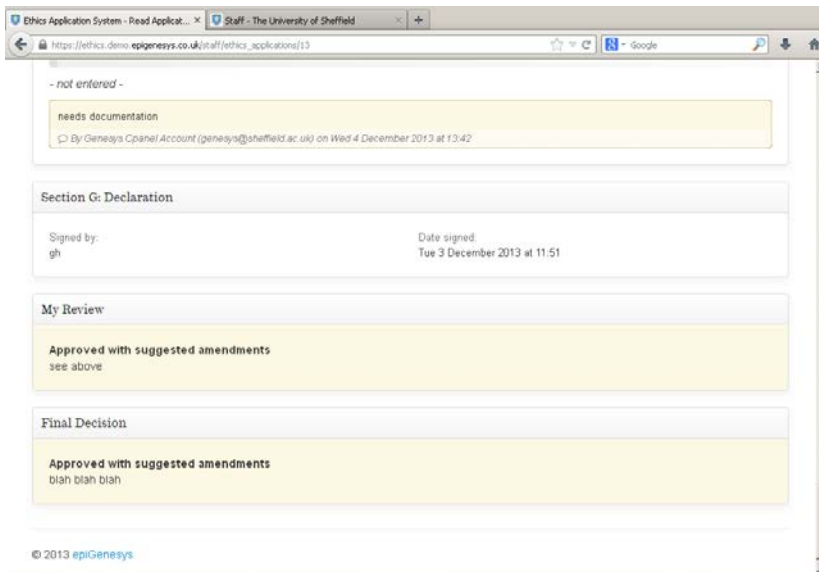 Ethics Application System - Read Applicat... × Staff - The University of Sheffield × +
https://ethics.demo.epigenesys.co.uk/staff/ethics_applications/13 Google
- not entered -
needs documentation
By Genesys Cpanel Account (genesys@sheffield.ac.uk) on Wed 4 December 2013 at 13:42
Section G: Declaration
Signed by: Date signed:
gh Tue 3 December 2013 at 11:51
My Review
Approved with suggested amendments
see above
Final Decision
Approved with suggested amendments
blah blah blah
© 2013 epiGenesys